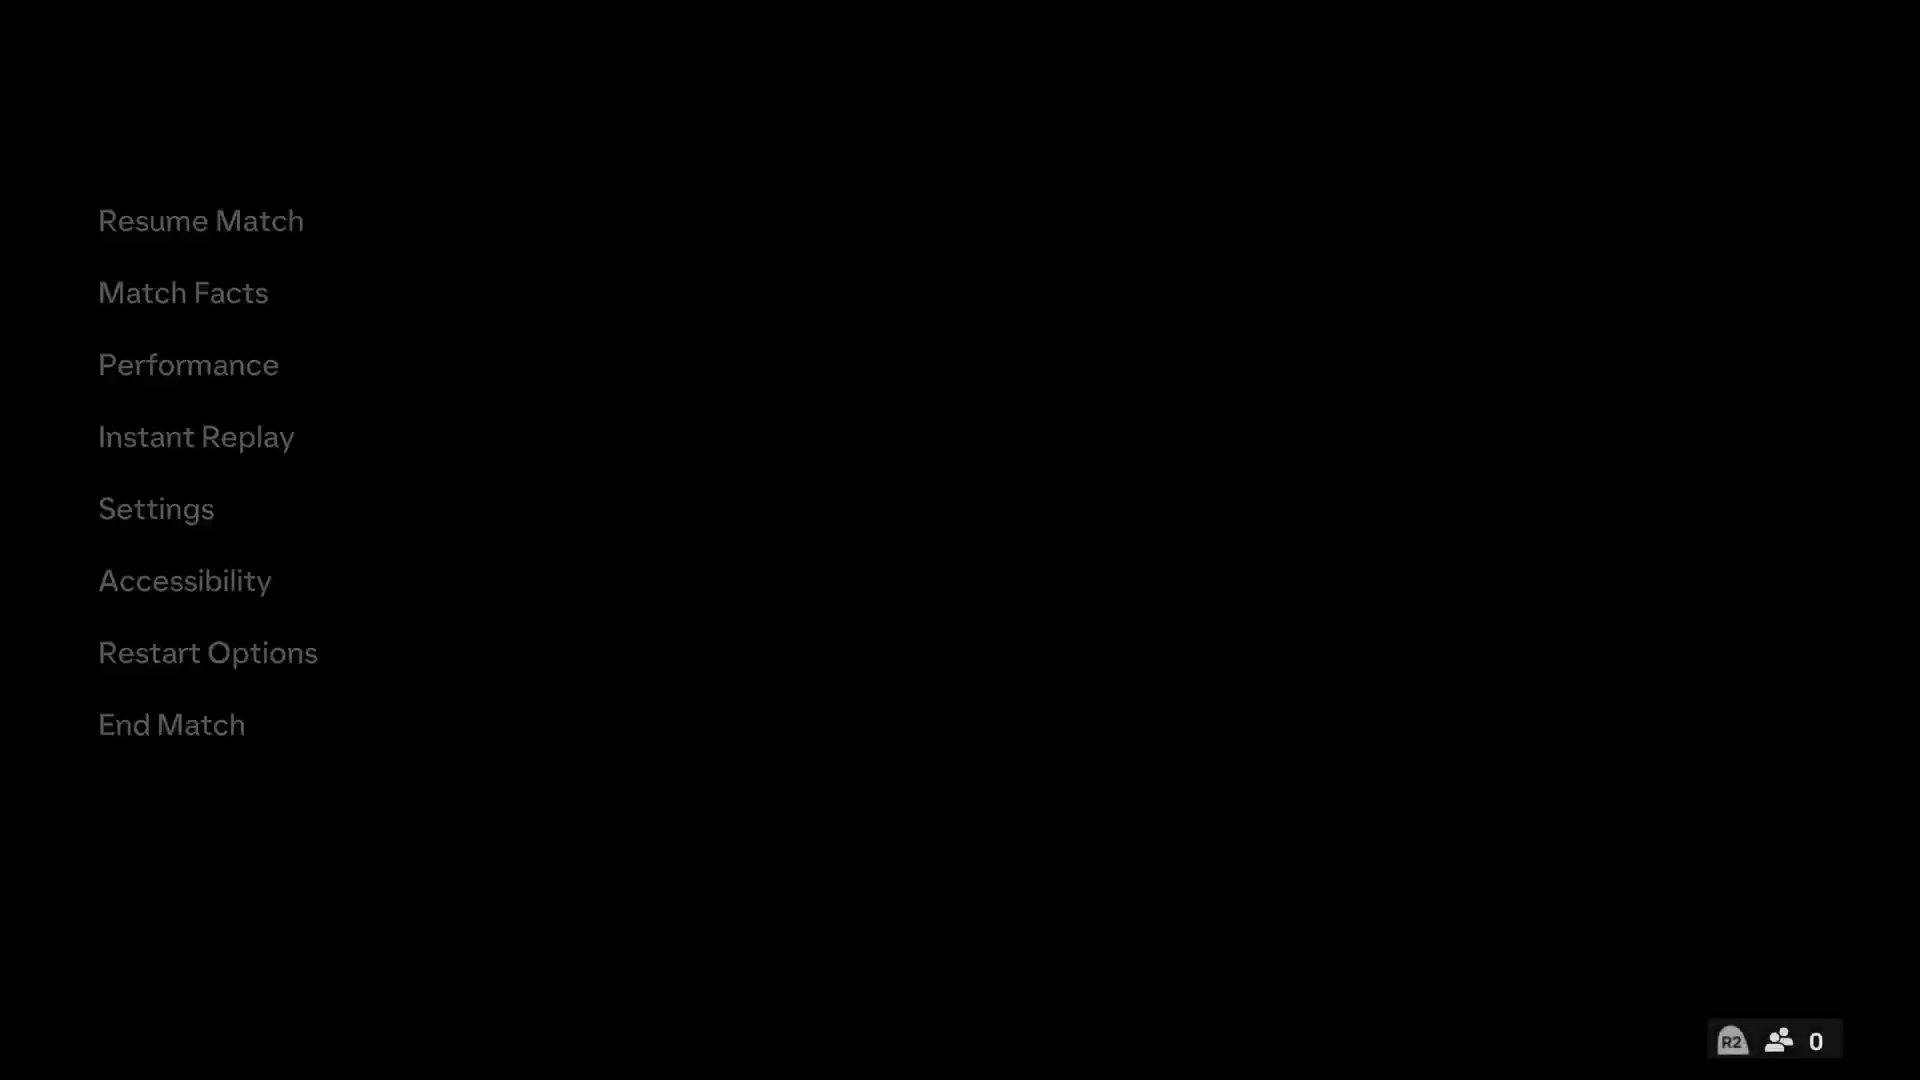 Resume Match
Match Facts
Performance
Instant Replay
Settings
Accessibility
Restart Options
End Match
R2 0